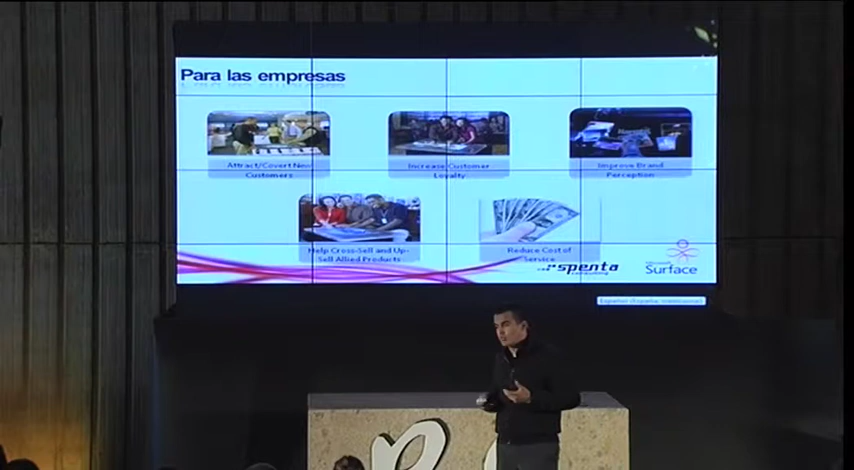 Para las empresas
Attract/Covert New
Customers
Increase Customer
Loyalty
Improve Brand
Perception
Help Cross-Sell and Up-
Sell Allied Products
Reduce Cost of
Service
spenta
consulting
Surface